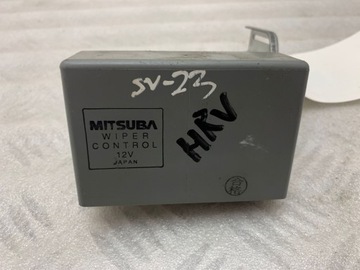 SV-23
HRV
MITSUBA
WIPER
CONTROL
12V
JAPAN